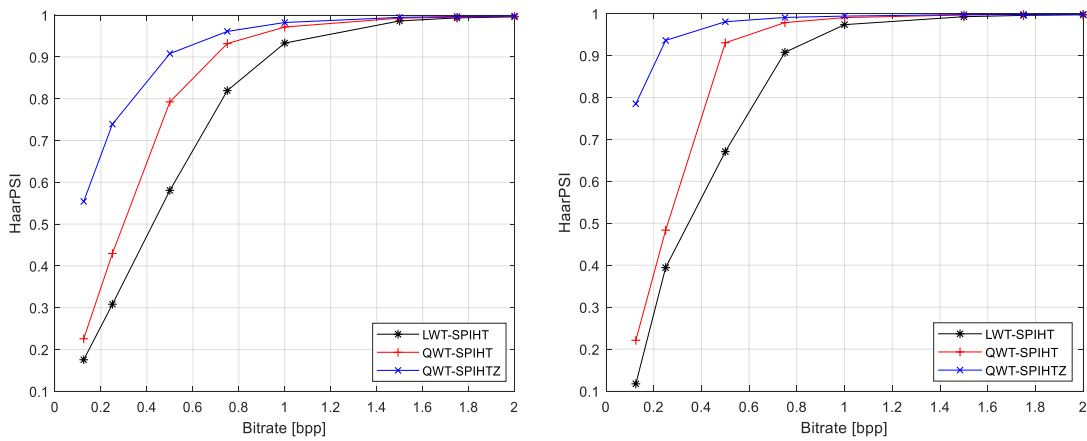 1
0.9
0.8
0.7
0.6
0.5
0.4
0.3
0.2
0.1
HaarPSI
0 0.2 0.4 0.6 0.8 1 1.2 1.4 1.6 1.8 2
Bitrate [bpp]
LWT-SPIHT
QWT-SPIHT
QWT-SPIHTZ
1
0.9
0.8
0.7
0.6
0.5
0.4
0.3
0.2
0.1
HaarPSI
0 0.2 0.4 0.6 0.8 1 1.2 1.4 1.6 1.8 2
Bitrate [bpp]
LWT-SPIHT
QWT-SPIHT
QWT-SPIHTZ